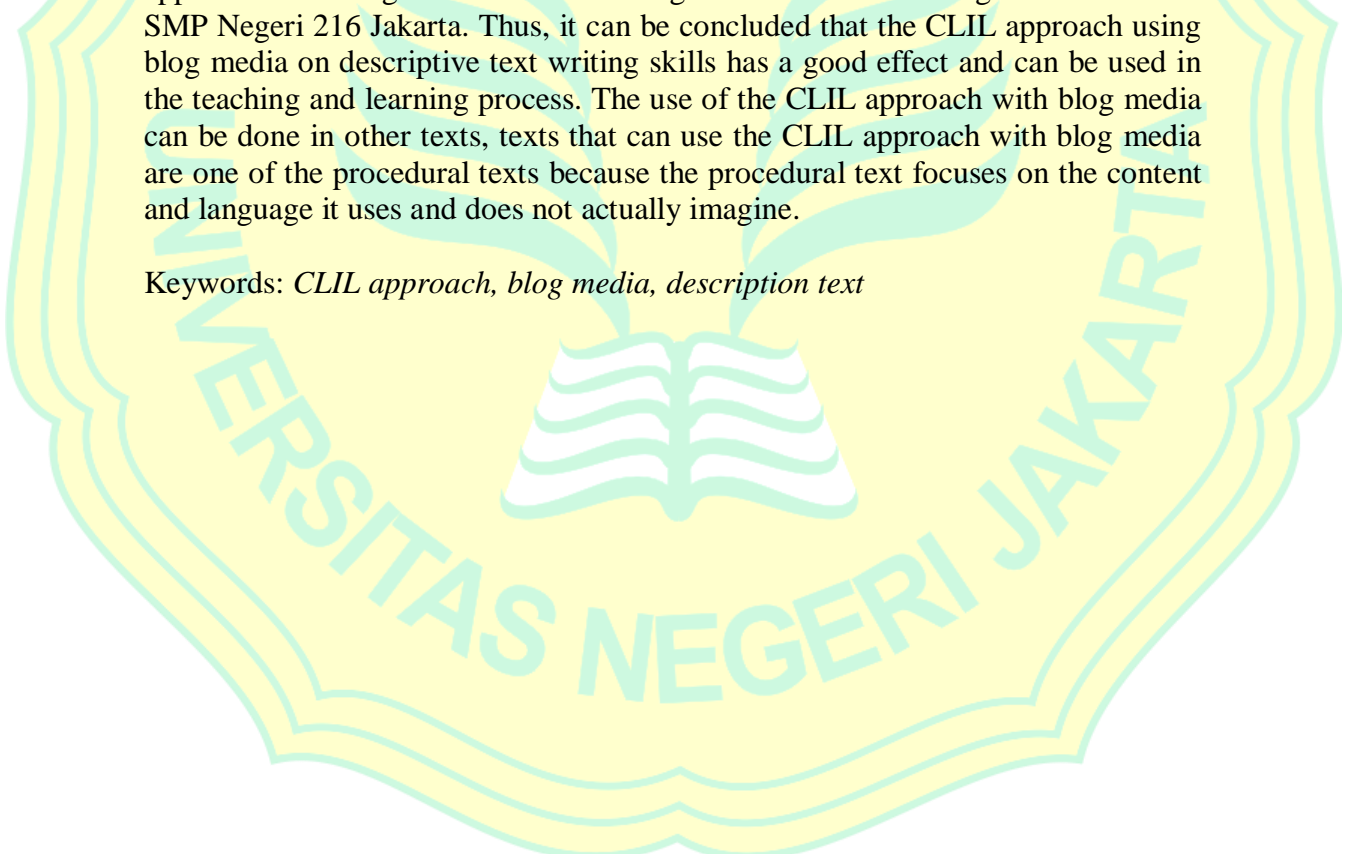 SMP Negeri 216 Jakarta. Thus, it can be concluded that the CLIL approach using
blog media on descriptive text writing skills has a good effect and can be used in
the teaching and learning process. The use of the CLIL approach with blog media
can be done in other texts, texts that can use the CLIL approach with blog media
are one of the procedural texts because the procedural text focuses on the content
and language it uses and does not actually imagine.
Keywords: CLIL approach, blog media, description text
UNIVERSITAS NEGERI JAKARTA